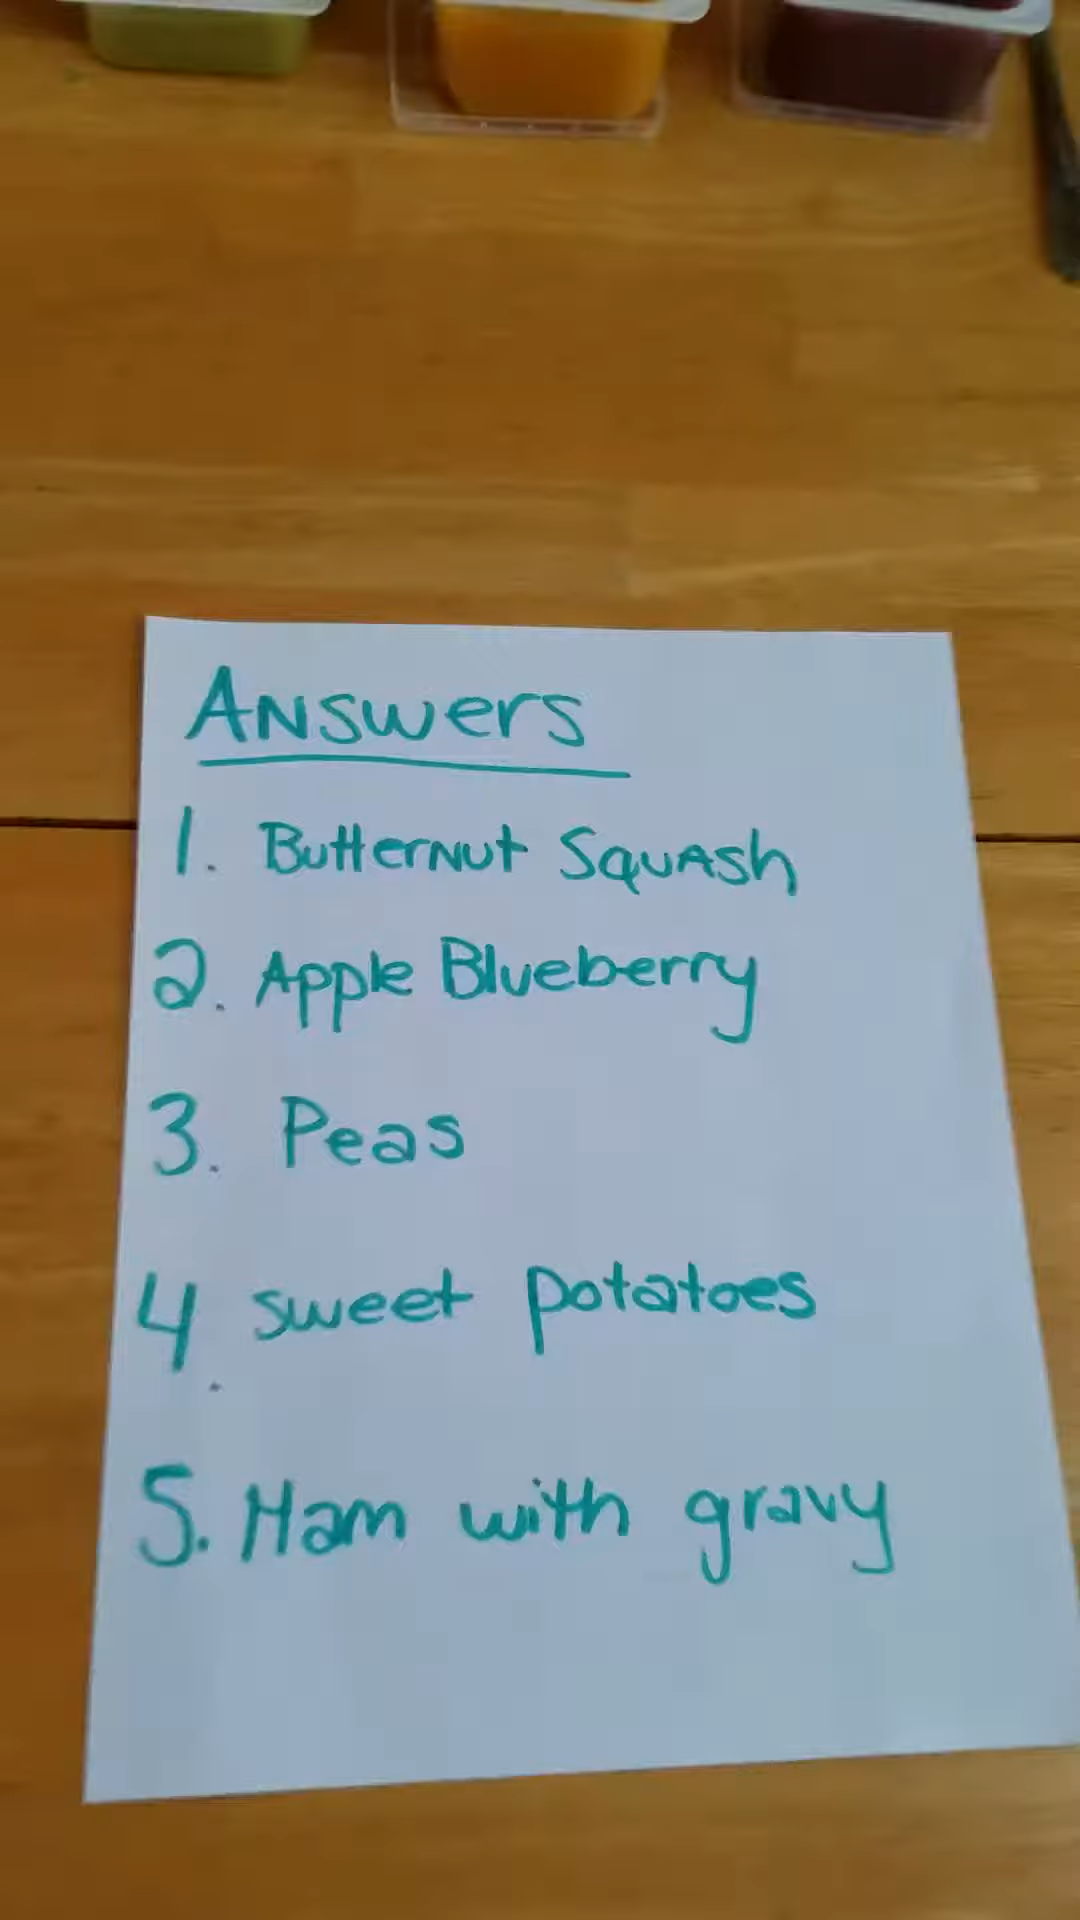 Answers
1. Butternut Squash
2. Apple Blueberry
3. Peas
4. sweet potatoes
5. Ham with gravy